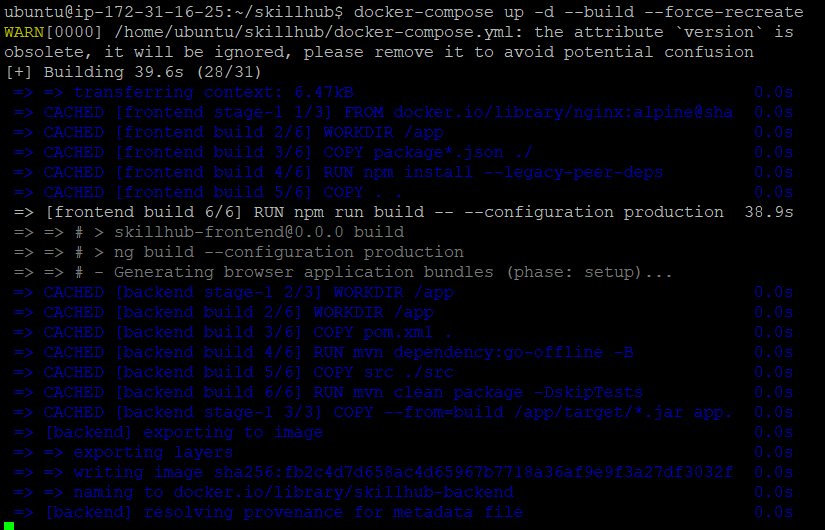 ubuntu@ip-172-31-16-25:~/skillhub$ docker-compose up -d --build --force-recreate
WARN[0000] /home/ubuntu/skillhub/docker-compose.yml: the attribute `version` is
obsolete, it will be ignored, please remove it to avoid potential confusion
[+] Building 39.6s (28/31)
 => => transferring context: 6.47kB                                        0.0s
 => CACHED [frontend stage-1 1/3] FROM docker.io/library/nginx:alpine@sha  0.0s
 => CACHED [frontend build 2/6] WORKDIR /app                               0.0s
 => CACHED [frontend build 3/6] COPY package*.json ./                      0.0s
 => CACHED [frontend build 4/6] RUN npm install --legacy-peer-deps         0.0s
 => CACHED [frontend build 5/6] COPY . .                                   0.0s
 => [frontend build 6/6] RUN npm run build -- --configuration production  38.9s
 => => # > skillhub-frontend@0.0.0 build
 => => # > ng build --configuration production
 => => # - Generating browser application bundles (phase: setup)...
 => CACHED [backend stage-1 2/3] WORKDIR /app                              0.0s
 => CACHED [backend build 2/6] WORKDIR /app                                0.0s
 => CACHED [backend build 3/6] COPY pom.xml .                              0.0s
 => CACHED [backend build 4/6] RUN mvn dependency:go-offline -B            0.0s
 => CACHED [backend build 5/6] COPY src ./src                              0.0s
 => CACHED [backend build 6/6] RUN mvn clean package -DskipTests           0.0s
 => CACHED [backend stage-1 3/3] COPY --from=build /app/target/*.jar app.  0.0s
 => [backend] exporting to image                                           0.0s
 => => exporting layers                                                    0.0s
 => => writing image sha256:fb2c4d7d658ac4d65967b7718a36af9e9f3a27df3032f  0.0s
 => => naming to docker.io/library/skillhub-backend                        0.0s
 => [backend] resolving provenance for metadata file                       0.0s